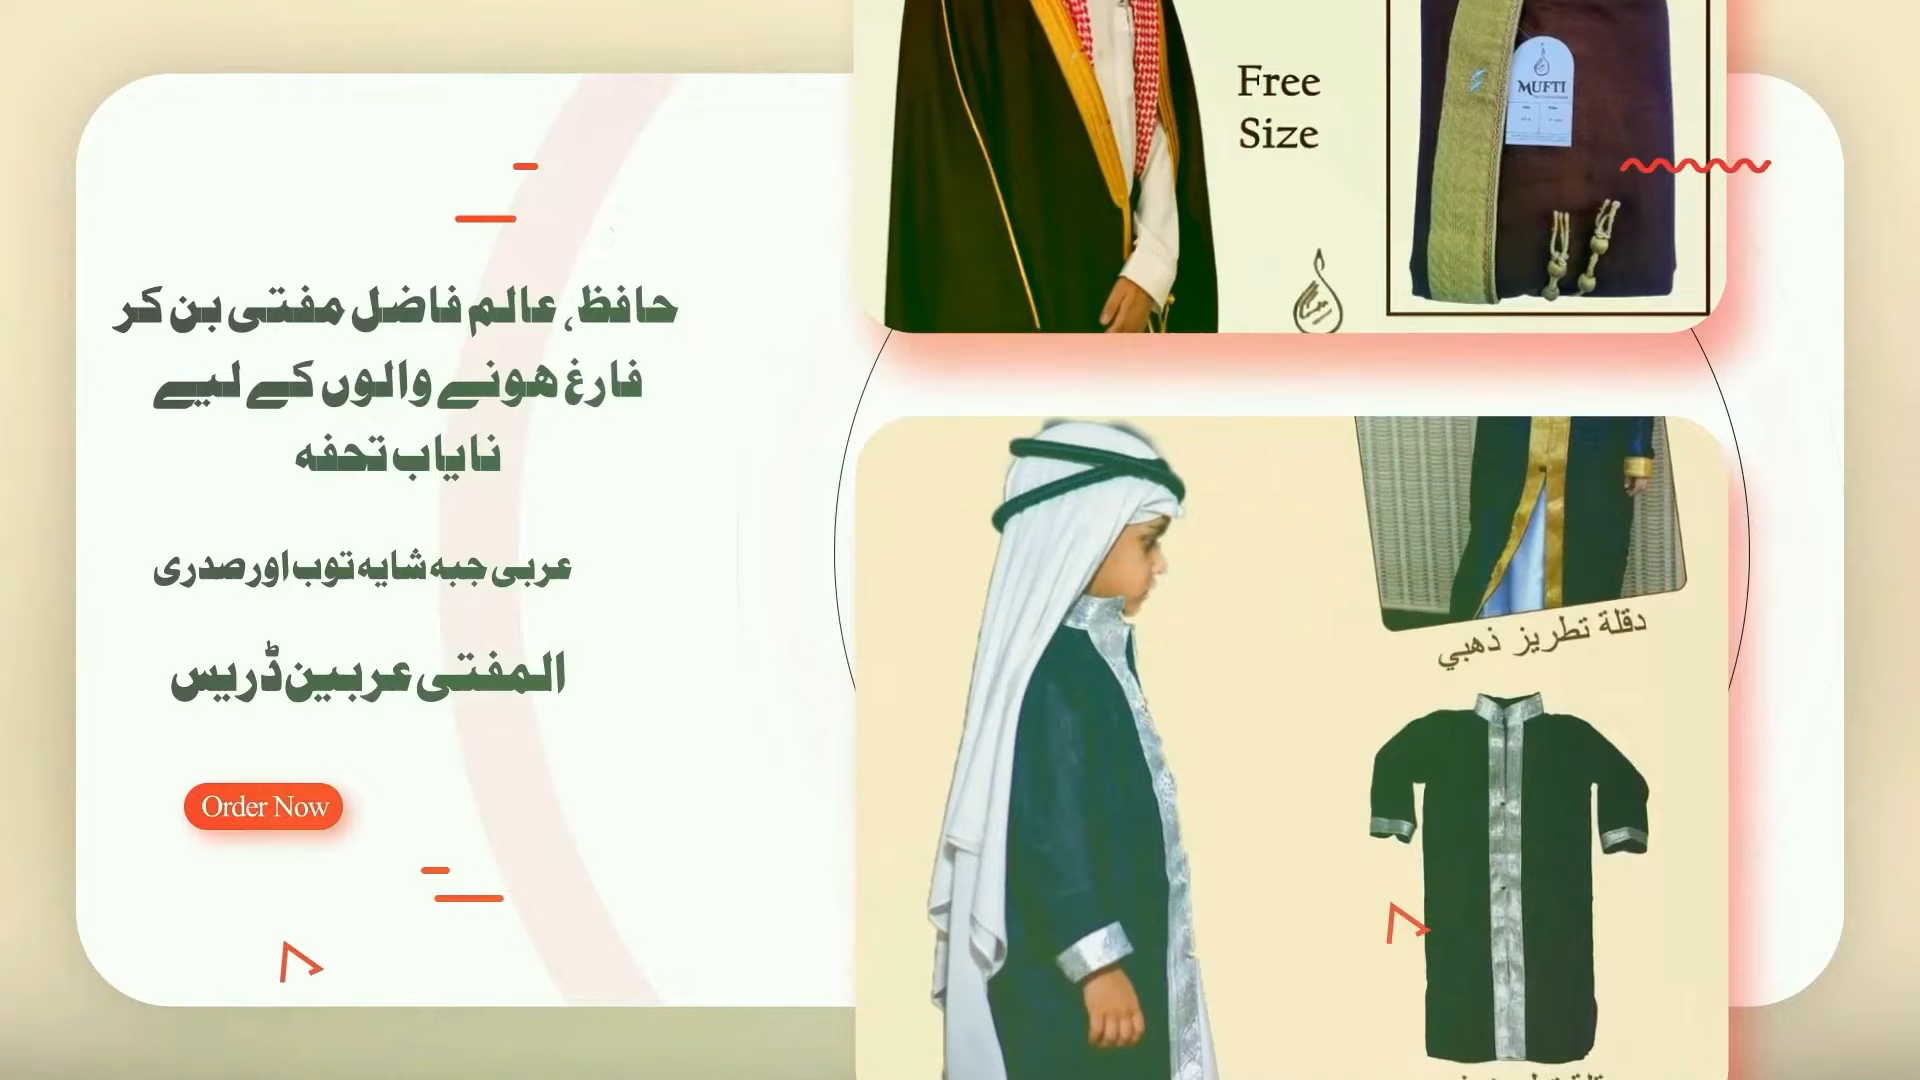 حافظ، عالم فاضل مفتی بن کر
فارغ ھونے والوں کے لیے
نایاب تحفہ
عربی جبہ شایہ توب اور صدری
المفتی عربین ڈریس
Order Now
Free
Size
MUFTI
دقلة تطريز ذهبي